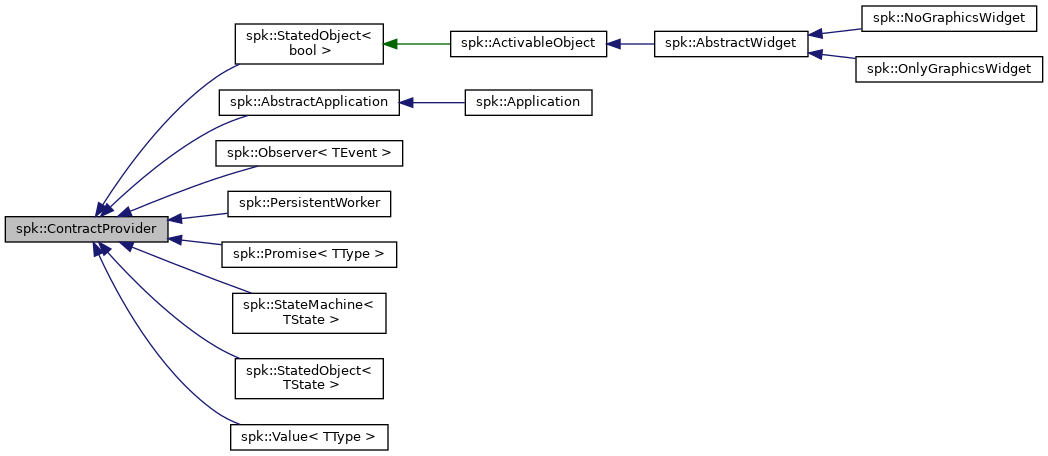 spk::ContractProvider
spk::StatedObject<
bool >
spk::ActivableObject
spk::AbstractWidget
spk::NoGraphicsWidget
spk::OnlyGraphicsWidget
spk::AbstractApplication
spk::Application
spk::Observer< TEvent >
spk::PersistentWorker
spk::Promise< TType >
spk::StateMachine<
TState >
spk::StatedObject<
TState >
spk::Value< TType >